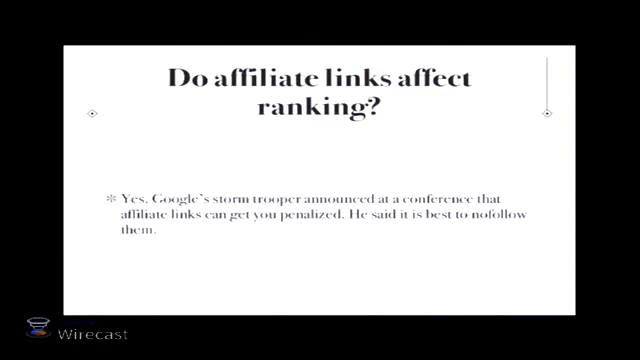 Do affiliate links affect
ranking?
* Yes. Google's storm trooper announced at a conference that
affiliate links can get you penalized. He said it is best to nofollow
them.
Wirecast